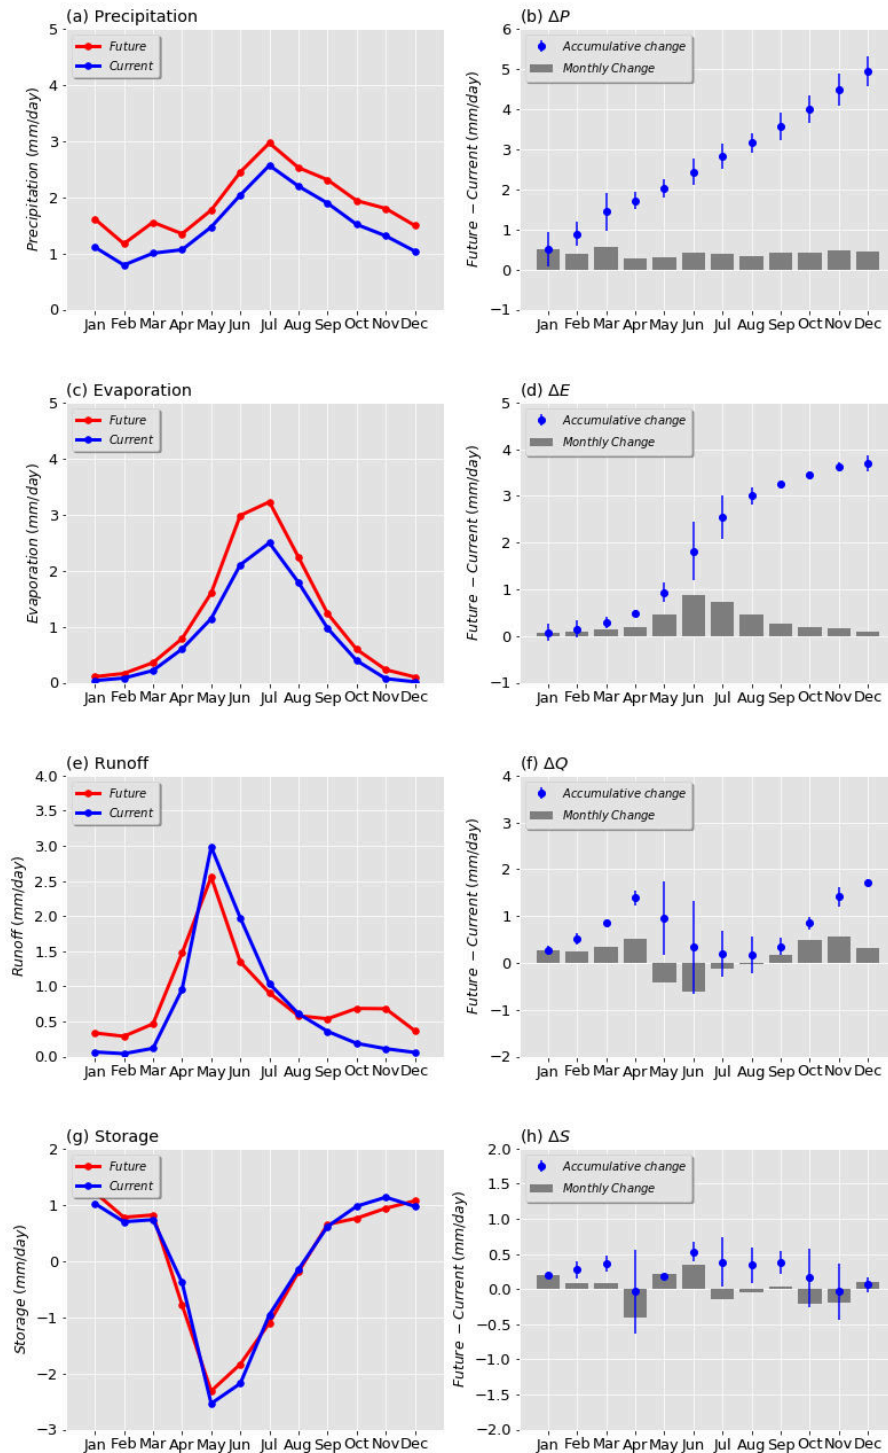 (a) Precipitation
Precipitation (mm/day)
5
4
3
2
1
0
Future
Current
Jan Feb Mar Apr May Jun Jul Aug Sep Oct Nov Dec
(b) ΔP
Future − Current (mm/day)
6
5
4
3
2
1
0
−1
Accumulative change
Monthly Change
Jan Feb Mar Apr May Jun Jul Aug Sep Oct Nov Dec
(c) Evaporation
Evaporation (mm/day)
5
4
3
2
1
0
Future
Current
Jan Feb Mar Apr May Jun Jul Aug Sep Oct Nov Dec
(d) ΔE
Future − Current (mm/day)
5
4
3
2
1
0
−1
Accumulative change
Monthly Change
Jan Feb Mar Apr May Jun Jul Aug Sep Oct Nov Dec
(e) Runoff
Runoff (mm/day)
4.0
3.5
3.0
2.5
2.0
1.5
1.0
0.5
0.0
Future
Current
Jan Feb Mar Apr May Jun Jul Aug Sep Oct Nov Dec
(f) ΔQ
Future − Current (mm/day)
4
3
2
1
0
−1
−2
Accumulative change
Monthly Change
Jan Feb Mar Apr May Jun Jul Aug Sep Oct Nov Dec
(g) Storage
Storage (mm/day)
2
1
0
−1
−2
−3
Future
Current
Jan Feb Mar Apr May Jun Jul Aug Sep Oct Nov Dec
(h) ΔS
Future − Current (mm/day)
2.0
1.5
1.0
0.5
0.0
−0.5
−1.0
−1.5
−2.0
Accumulative change
Monthly Change
Jan Feb Mar Apr May Jun Jul Aug Sep Oct Nov Dec